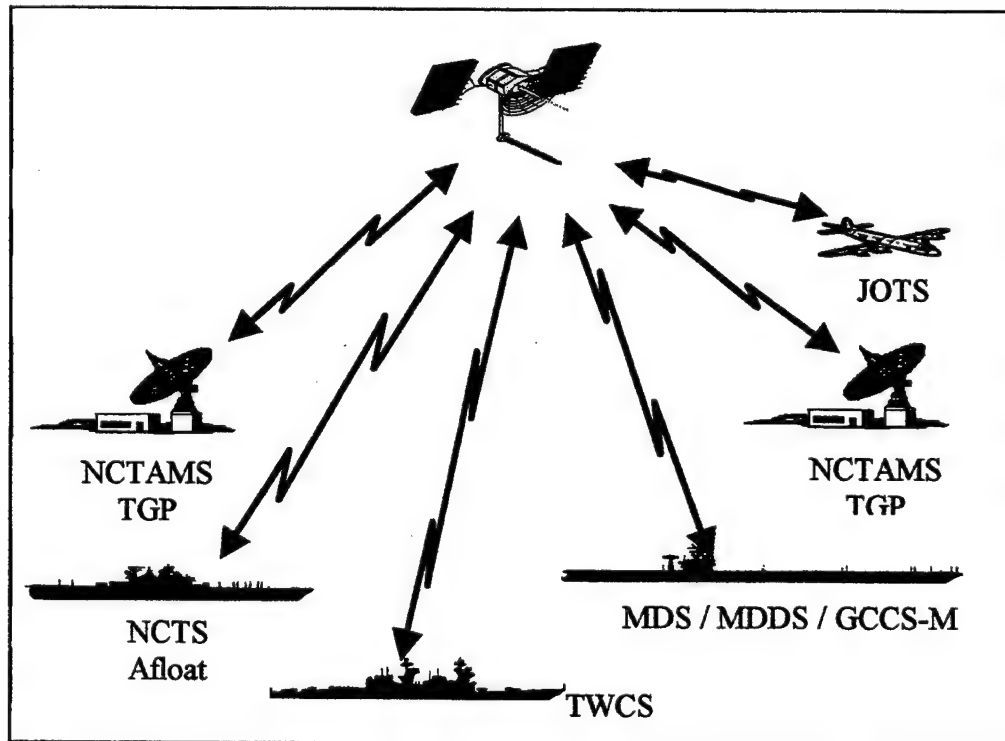 JOTS
NCTAMS
TGP
NCTAMS
TGP
NCTS
Afloat
MDS / MDDS / GCCS-M
TWCS